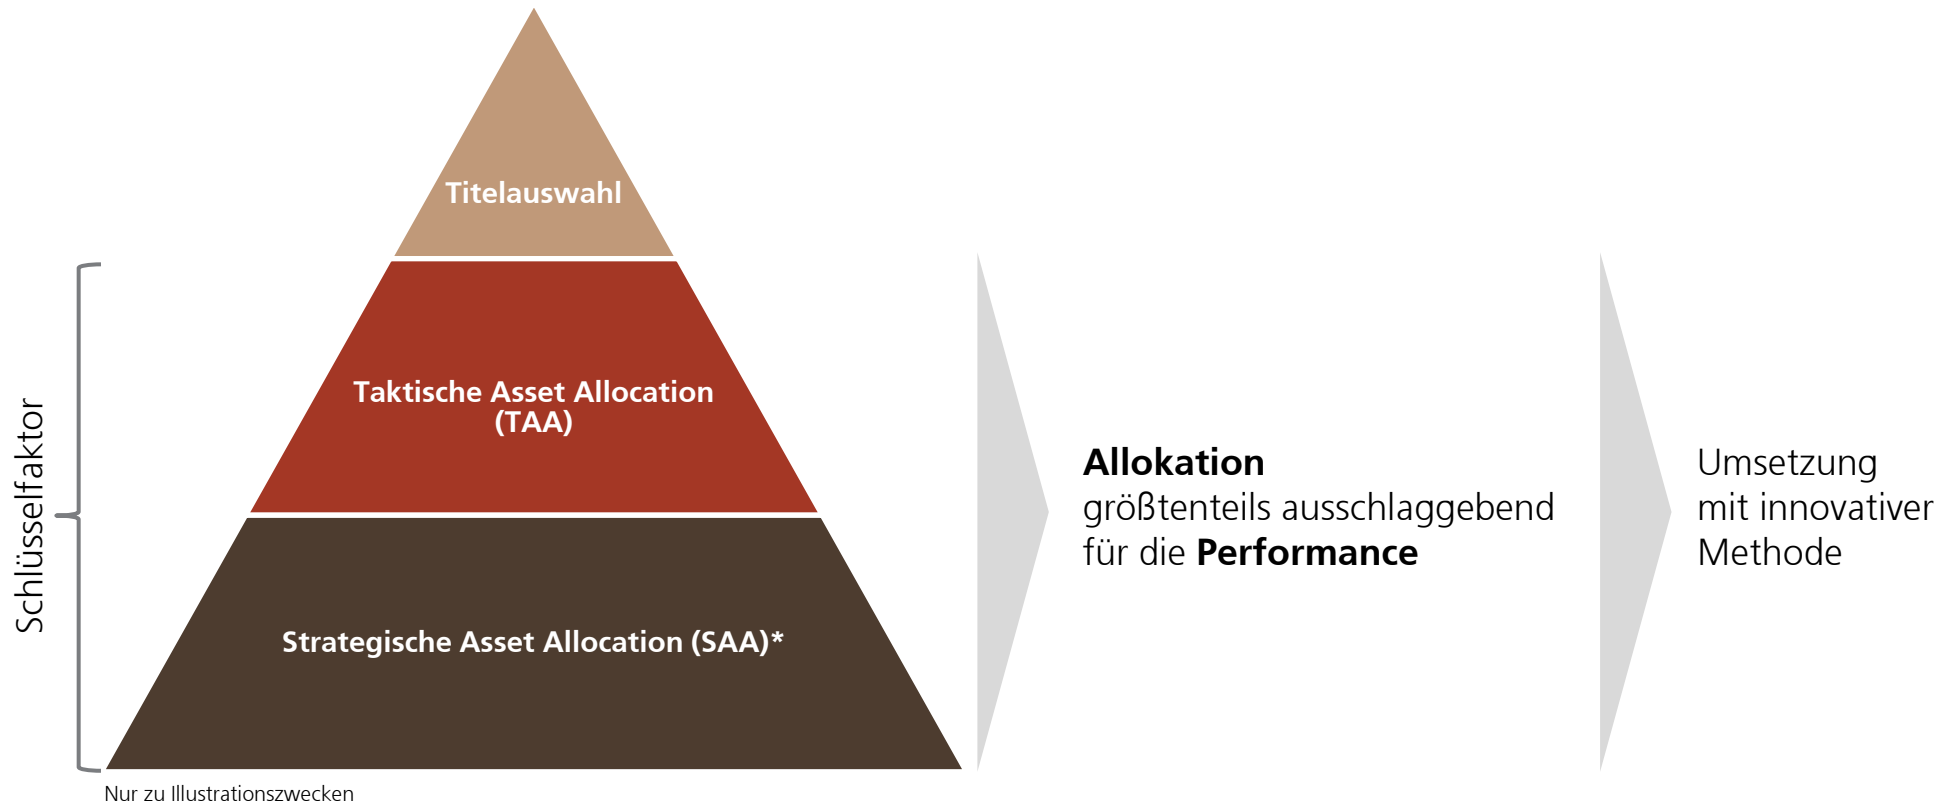 Titelauswahl
Taktische Asset Allocation
(TAA)
Strategische Asset Allocation (SAA)*
Schlüsselfaktor
Nur zu Illustrationszwecken
Allokation
größtenteils ausschlaggebend
für die Performance
Umsetzung
mit innovativer
Methode